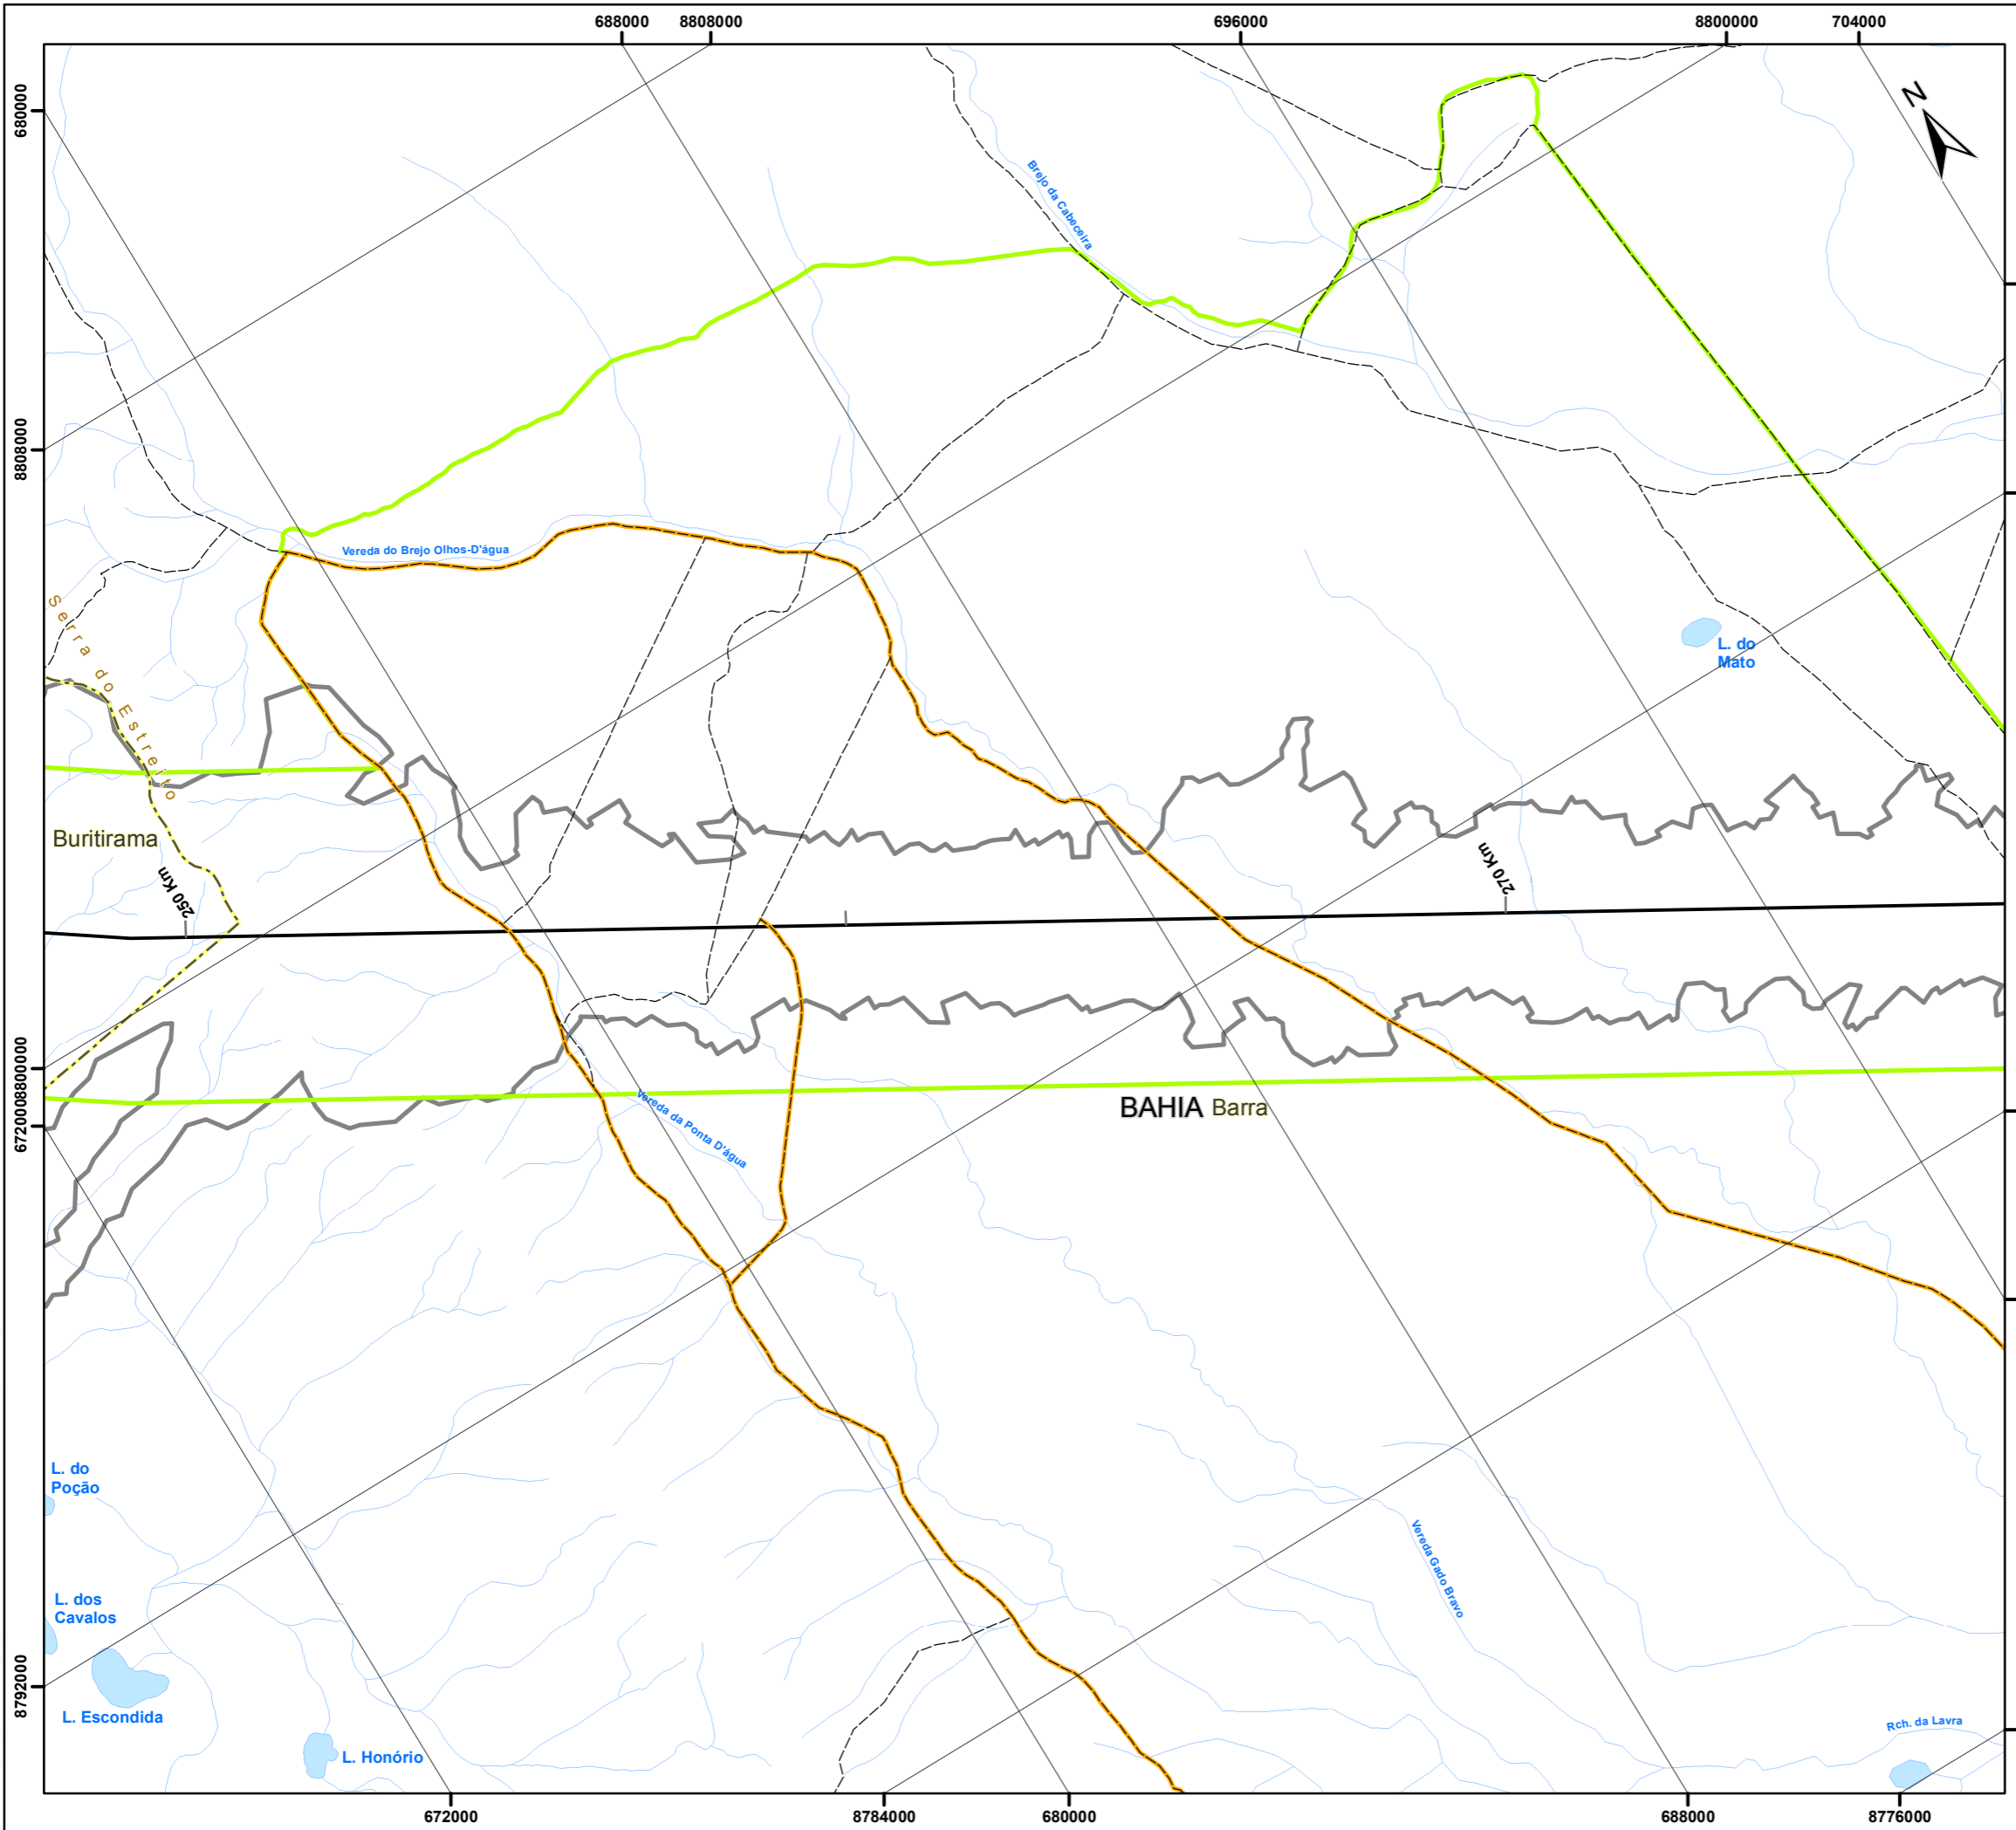 688000 8808000 696000 8800000 704000
680000
N
Brejo da Cabeceira
8808000
Vereda do Brejo Olhos-D'água
Serra do Estreito
L. do
Mato
Buritirama
250 Km
270 Km
8800000
672000
Vereda da Ponta D'água
BAHIA Barra
L. do
Poção
Vereda Gado Bravo
L. dos
Cavalos
8792000
L. Escondida
Rch. da Lavra
L. Honório
672000 8784000 680000 688000 8776000